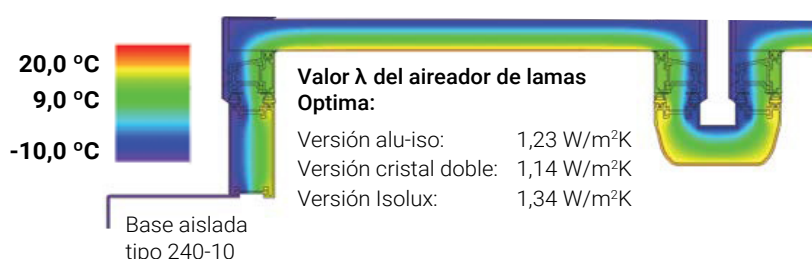 20,0 ºC
9,0 ºC
-10,0 ºC
Valor λ del aireador de lamas
Optima:
Versión alu-iso: 1,23 W/m²K
Versión cristal doble: 1,14 W/m²K
Versión Isolux: 1,34 W/m²K
Base aislada
tipo 240-10